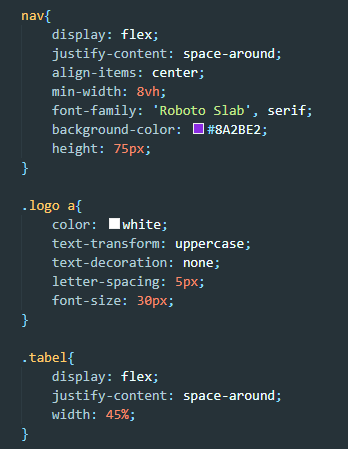 nav{
    display: flex;
    justify-content: space-around;
    align-items: center;
    min-width: 8vh;
    font-family: 'Roboto Slab', serif;
    background-color: #8A2BE2;
    height: 75px;
}

.logo a{
    color: white;
    text-transform: uppercase;
    text-decoration: none;
    letter-spacing: 5px;
    font-size: 30px;
}

.tabel{
    display: flex;
    justify-content: space-around;
    width: 45%;
}